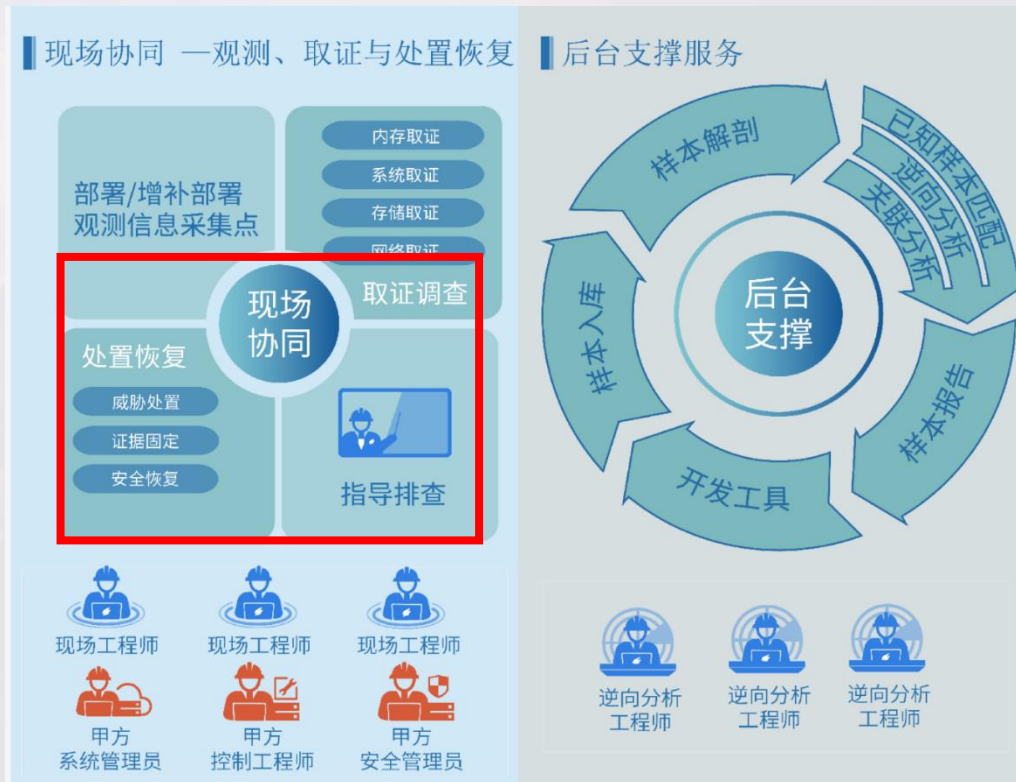 现场协同 —观测、取证与处置恢复
部署/增补部署
观测信息采集点
内存取证
系统取证
存储取证
网络取证
取证调查
现场
协同
处置恢复
威胁处置
证据固定
安全恢复
指导排查
现场工程师
现场工程师
现场工程师
甲方
系统管理员
甲方
控制工程师
甲方
安全管理员
后台支撑服务
样本解剖
已知样本匹配
逆向分析
关联分析
样本报告
开发工具
样本入库
后台
支撑
逆向分析
工程师
逆向分析
工程师
逆向分析
工程师